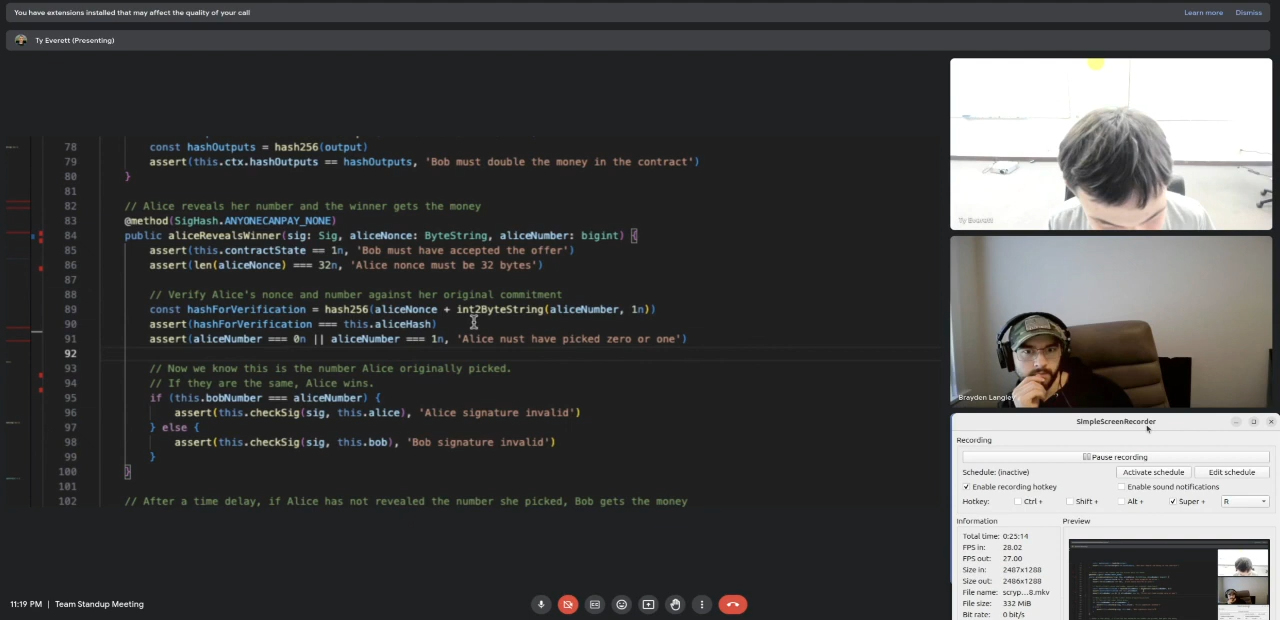 You have extensions installed that may affect the quality of your call
Learn more
Dismiss
Ty Everett (Presenting)
78 const hashOutputs = hash256(output)
79 assert(this.ctx.hashOutputs == hashOutputs, 'Bob must double the money in the contract')
80 }
81
82 // Alice reveals her number and the winner gets the money
83 @method(SigHash.ANYONECANPAY_NONE)
84 public aliceRevealsWinner(sig: Sig, aliceNonce: ByteString, aliceNumber: bigint) {
85 assert(this.contractState == 1n, 'Bob must have accepted the offer')
86 assert(len(aliceNonce) === 32n, 'Alice nonce must be 32 bytes')
87
88 // Verify Alice's nonce and number against her original commitment
89 const hashForVerification = hash256(aliceNonce + int2ByteString(aliceNumber, 1n))
90 assert(hashForVerification === this.aliceHash)
91 assert(aliceNumber === 0n || aliceNumber === 1n, 'Alice nust have picked zero or one')
92
93 // Now we know this is the number Alice originally picked.
94 // If they are the same, Alice wins.
95 if (this.bobNumber == aliceNumber) {
96 assert(this.checkSig(sig, this.alice), 'Alice signature invalid')
97 } else {
98 assert(this.checkSig(sig, this.bob), 'Bob signature invalid')
99 }
100 }
101
102 // After a time delay, if Alice has not revealed the number she picked, Bob gets the money
Ty Everett
Brayden Langley
SimpleScreenRecorder
Recording
Pause recording
Schedule: (inactive)
Activate schedule
Edit schedule
Enable recording hotkey
Enable sound notifications
Hotkey: Ctrl + Shift + Alt + Super + R
Information
Preview
Total time: 0:25:14
FPS in: 28.02
FPS out: 27.00
Size in: 2487x1288
Size out: 2486x1288
File name: scryp...8.mkv
File size: 332 MiB
Bit rate: 0 bit/s
11:19 PM | Team Standup Meeting